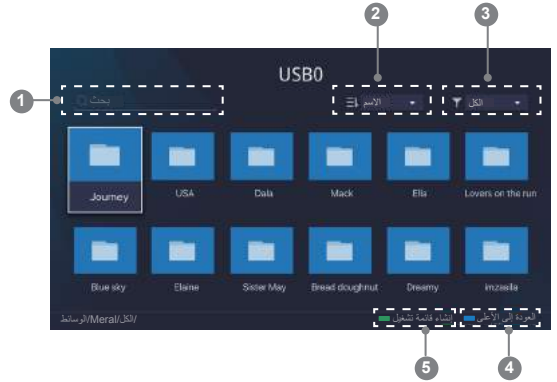 2
3
USB0
1
بحث
الاسم
الكل
Journey
USA
Dala
Mack
Ella
Lovers on the run
Blue sky
Elaine
Sister May
Bread doughnut
Dreamy
imzasila
الوسائط/Meral/الكل/
إنشاء قائمة تشغيل
العودة إلى الأعلى
5
4